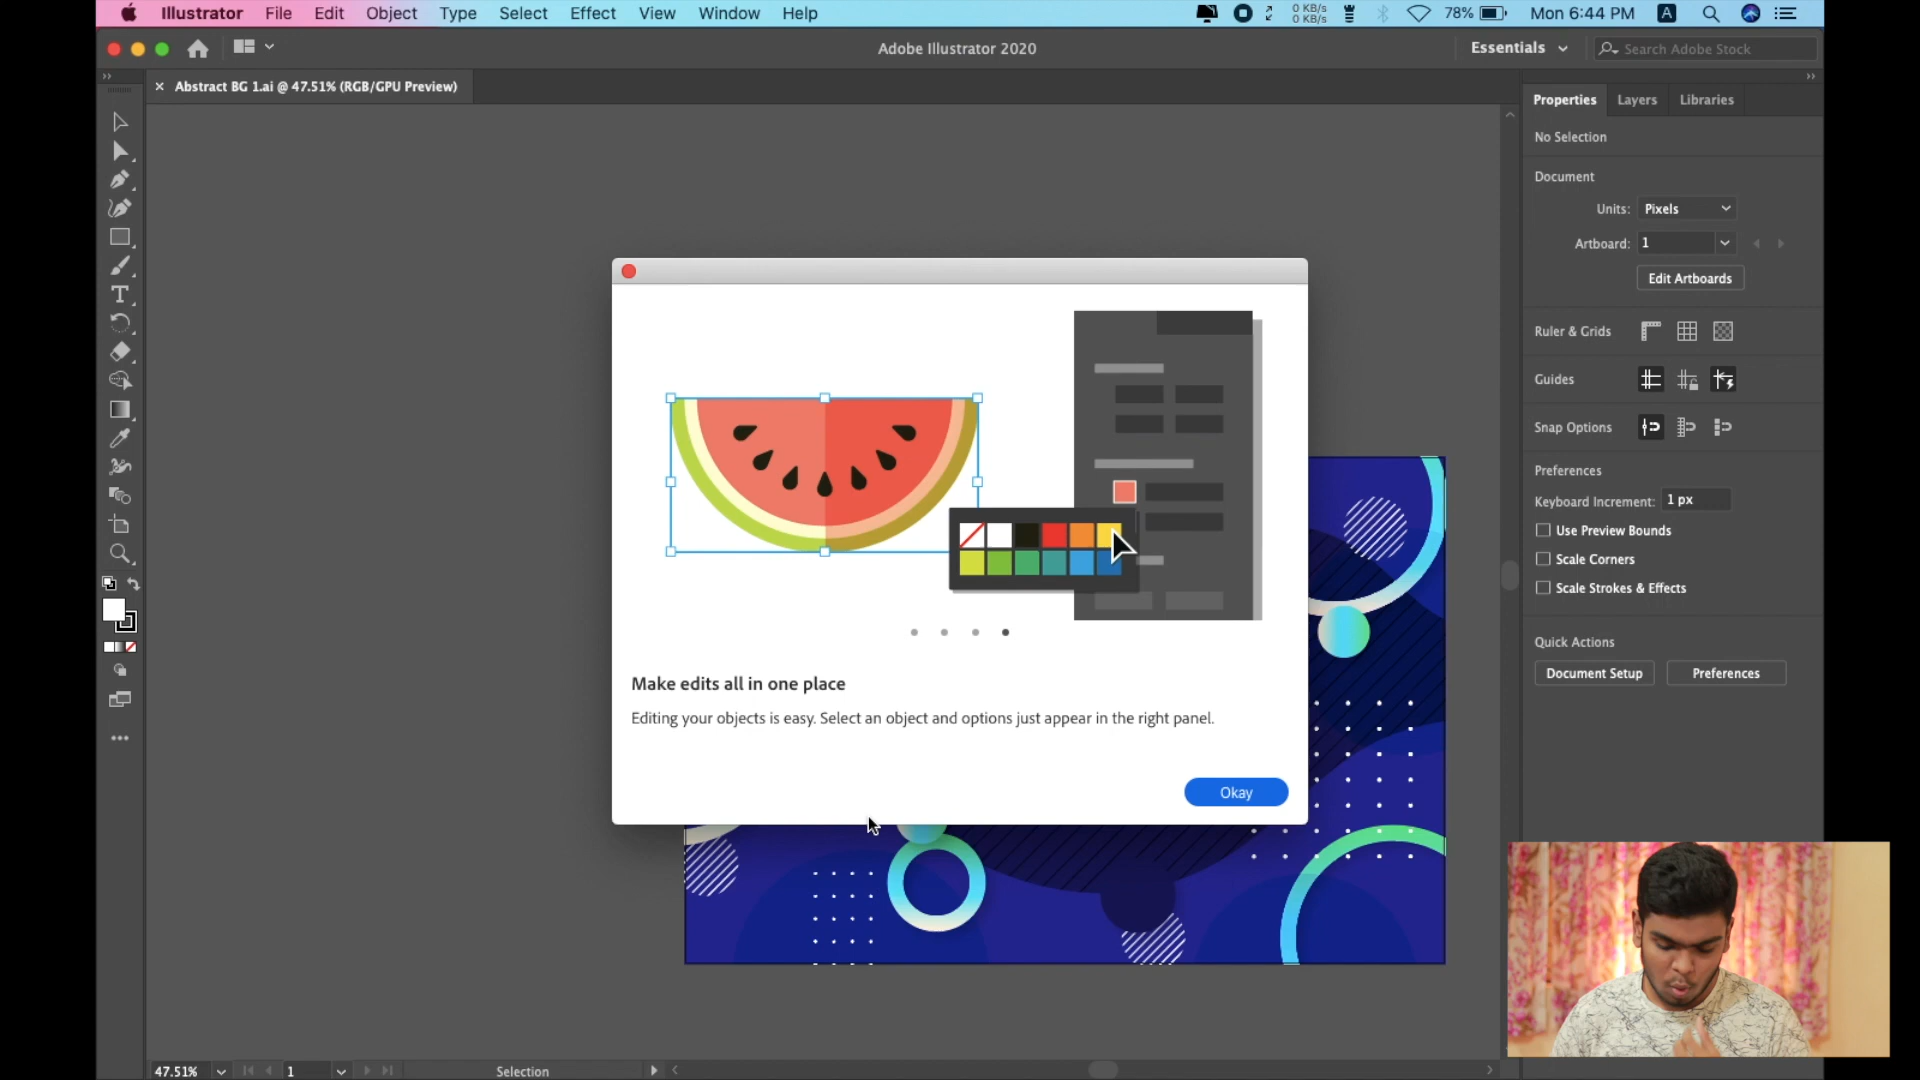 Illustrator File Edit Object Type Select Effect View Window Help
0 KB/s
0 KB/s
78% Mon 6:44 PM A
Adobe Illustrator 2020
Essentials
Search Adobe Stock
Abstract BG 1.ai @ 47.51% (RGB/GPU Preview)
Properties Layers Libraries
No Selection
Document
Units: Pixels
Artboard: 1
Edit Artboards
Ruler & Grids
Guides
Snap Options
Preferences
Keyboard Increment: 1 px
Use Preview Bounds
Scale Corners
Scale Strokes & Effects
Quick Actions
Document Setup Preferences
Make edits all in one place
Editing your objects is easy. Select an object and options just appear in the right panel.
Okay
47.51% 1 Selection